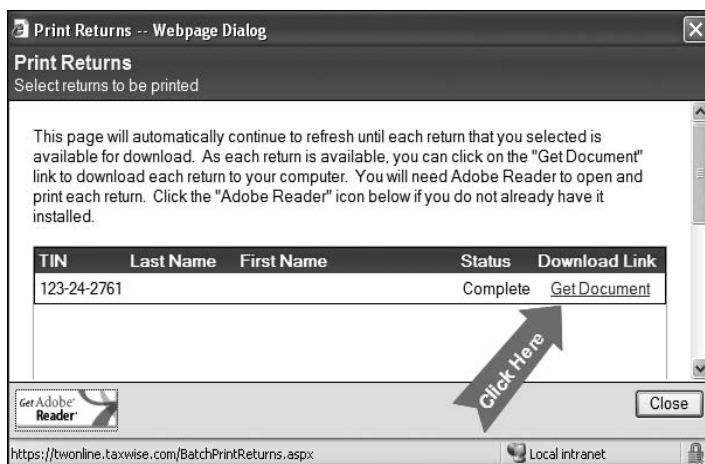 Print Returns -- Webpage Dialog
Print Returns
Select returns to be printed
This page will automatically continue to refresh until each return that you selected is
available for download. As each return is available, you can click on the "Get Document"
link to download each return to your computer. You will need Adobe Reader to open and
print each return. Click the "Adobe Reader" icon below if you do not already have it
installed.
TIN Last Name First Name Status Download Link
123-24-2761 Complete Get Document
Click Here
Get Adobe
Reader
Close
https://twonline.taxwise.com/BatchPrintReturns.aspx Local intranet